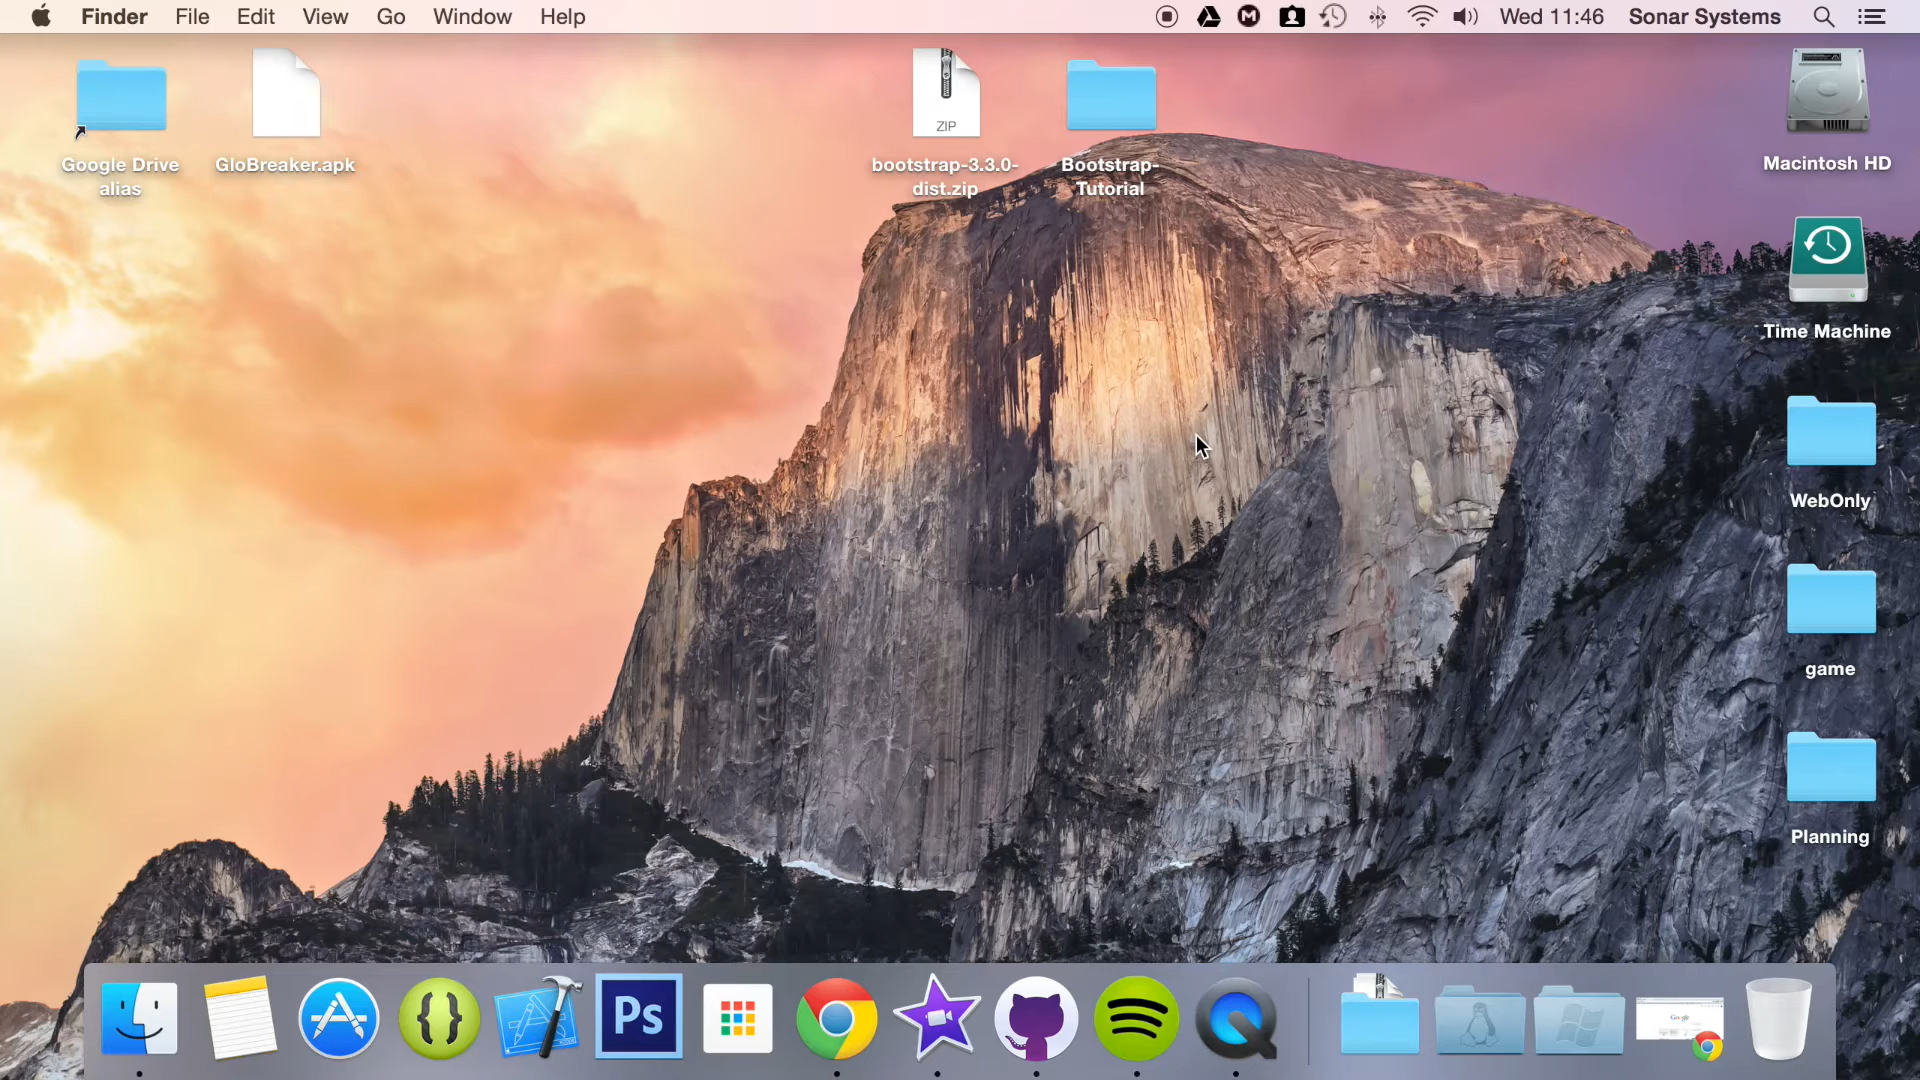 Finder File Edit View Go Window Help
Wed 11:46 Sonar Systems
Google Drive
alias
GloBreaker.apk
ZIP
bootstrap-3.3.0-
dist.zip
Bootstrap-
Tutorial
Macintosh HD
Time Machine
WebOnly
game
Planning
Ps
Google